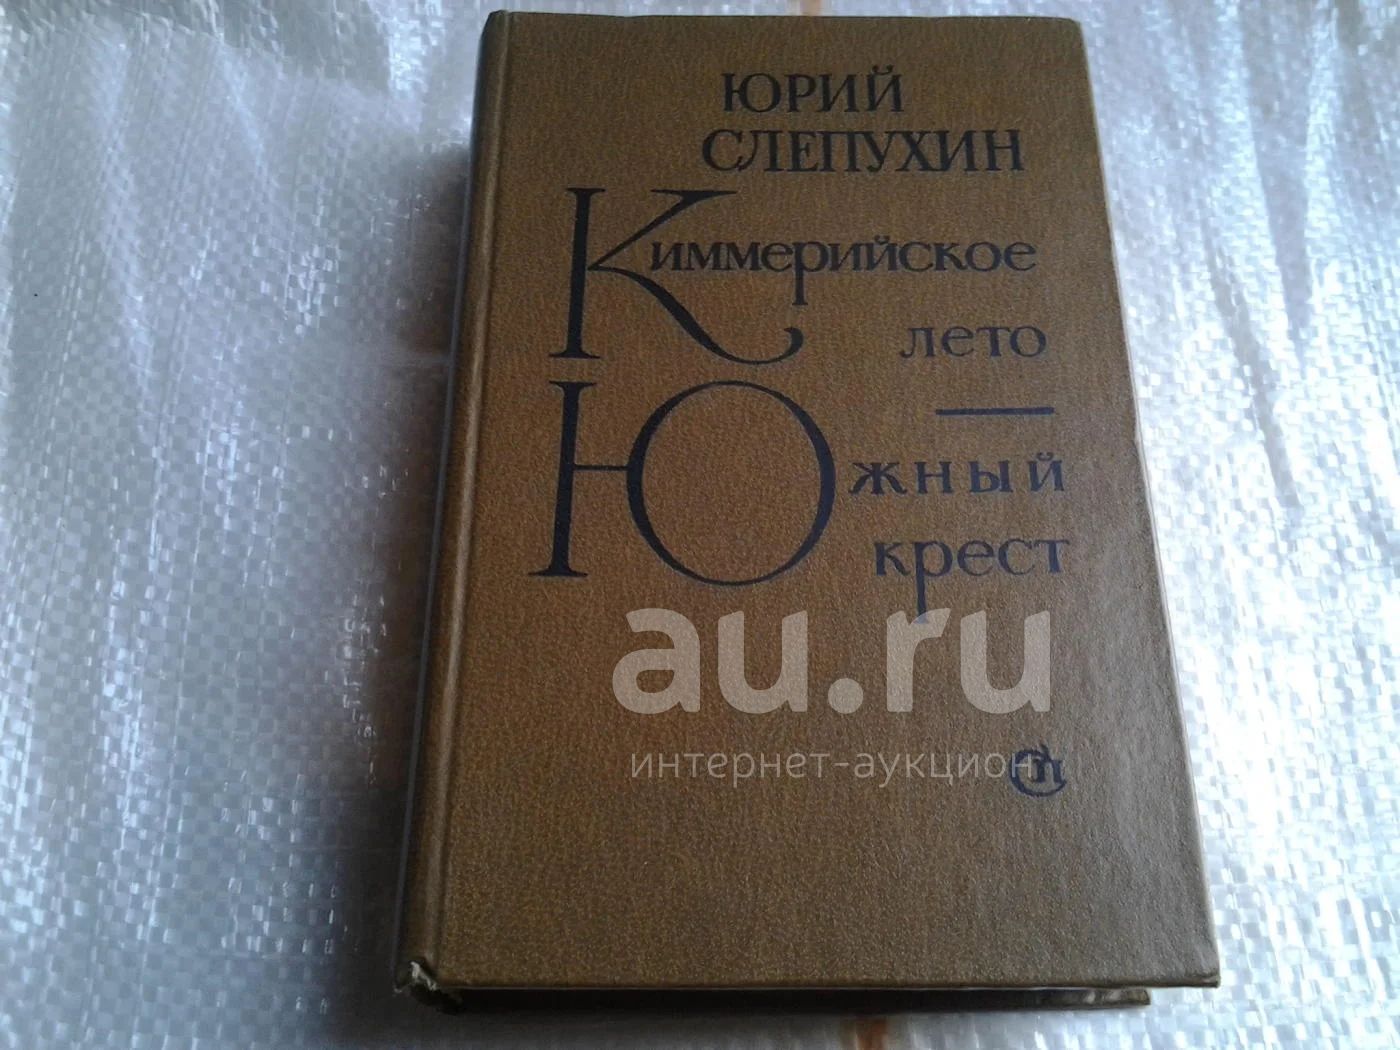 ЮРИЙ
СЛЕПУХИН
Киммерийское
лето
Южный
крест
au.ru
интернет-аукцион